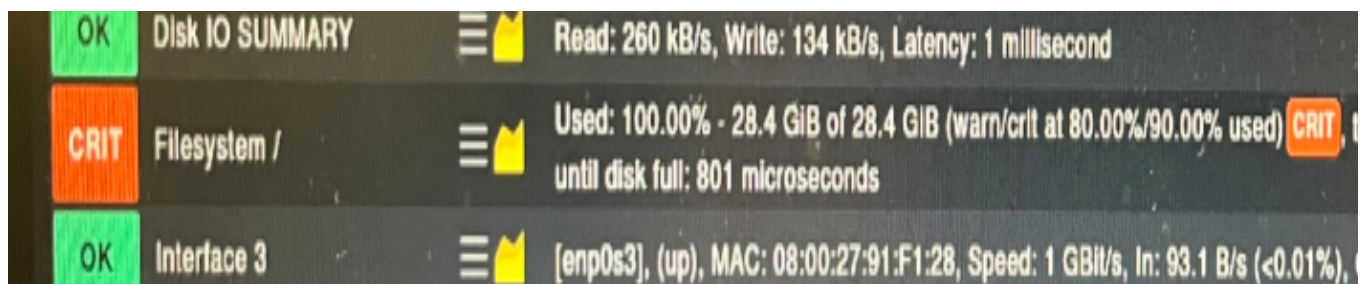 OK Disk IO SUMMARY Read: 260 kB/s, Write: 134 kB/s, Latency: 1 millisecond
CRIT Filesystem / Used: 100.00% - 28.4 GiB of 28.4 GiB (warn/crit at 80.00%/90.00% used) CRIT, t
until disk full: 801 microseconds
OK Interface 3 [enp0s3], (up), MAC: 08:00:27:91:F1:28, Speed: 1 GBit/s, In: 93.1 B/s (<0.01%),